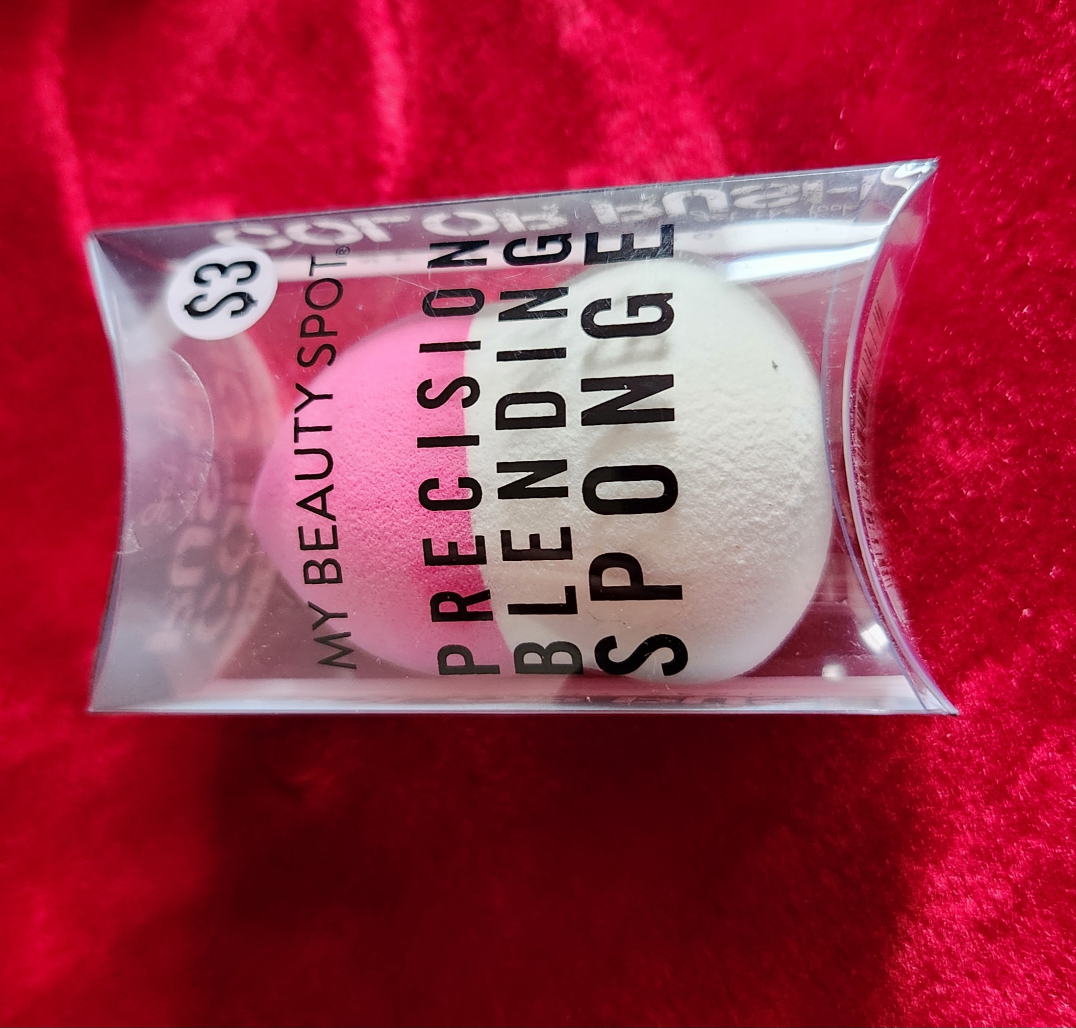 $3
MY BEAUTY SPOT®
PRECISION
BLENDING
SPONGE